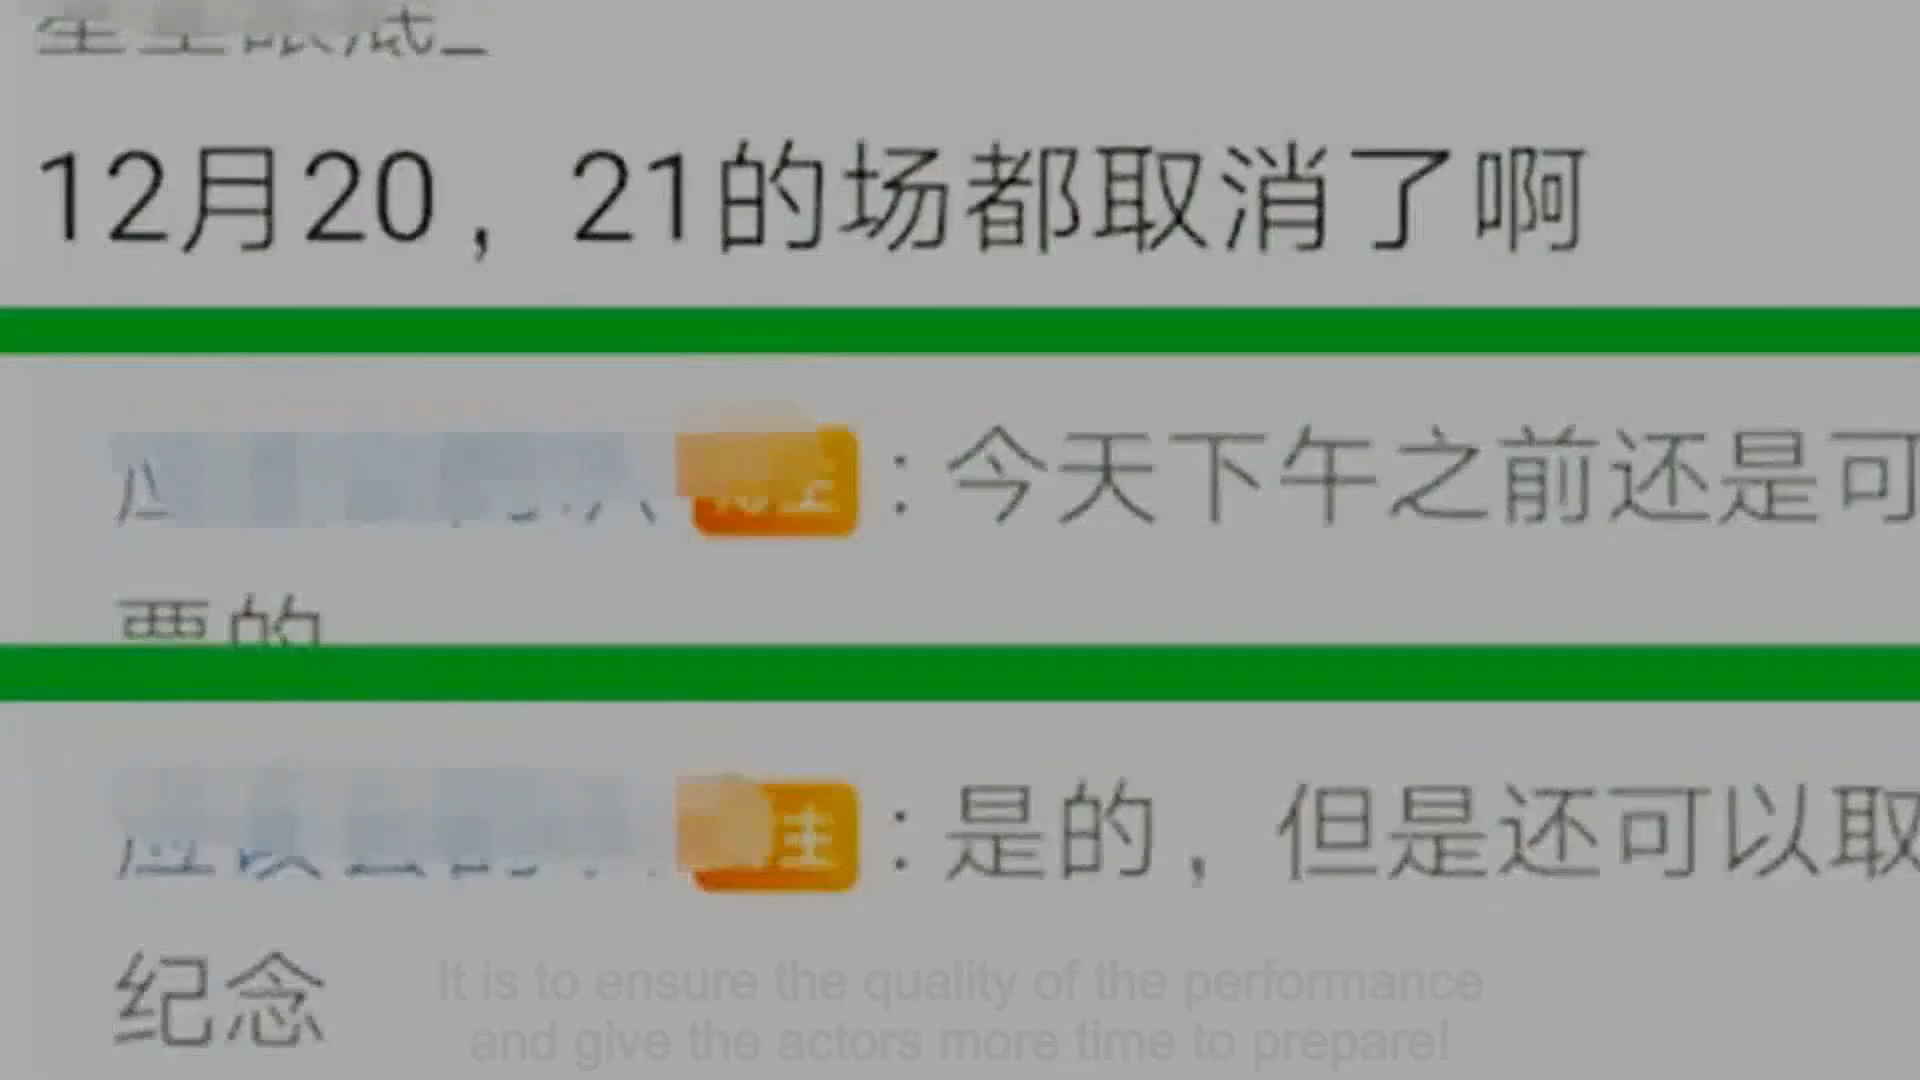 12月20，21的场都取消了啊
：今天下午之前还是可
要的
主：是的，但是还可以取
纪念
It is to ensure the quality of the performance
and give the actors more time to prepare!